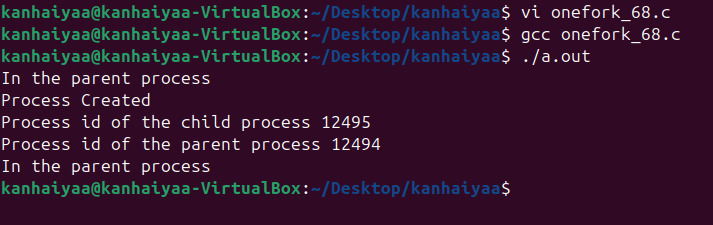 kanhaiyaa@kanhaiyaa-VirtualBox:~/Desktop/kanhaiyaa$ vi onefork_68.c
kanhaiyaa@kanhaiyaa-VirtualBox:~/Desktop/kanhaiyaa$ gcc onefork_68.c
kanhaiyaa@kanhaiyaa-VirtualBox:~/Desktop/kanhaiyaa$ ./a.out
In the parent process
Process Created
Process id of the child process 12495
Process id of the parent process 12494
In the parent process
kanhaiyaa@kanhaiyaa-VirtualBox:~/Desktop/kanhaiyaa$